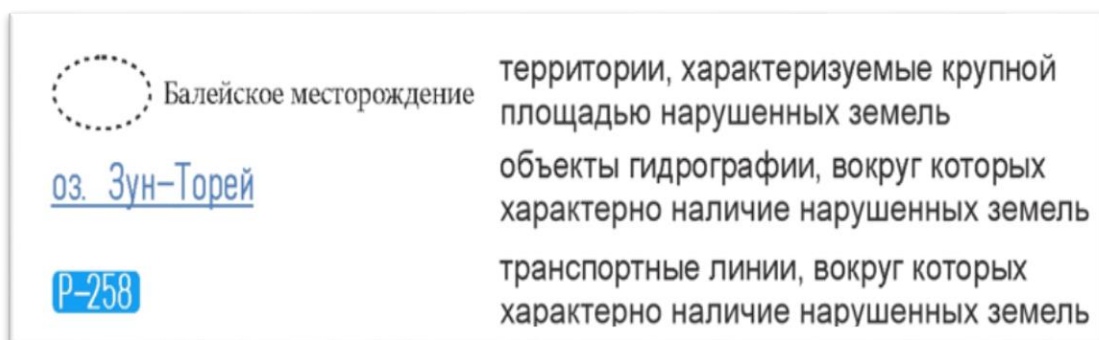 Балейское месторождение
территории, характеризуемые крупной
площадью нарушенных земель
оз. Зун-Торей
объекты гидрографии, вокруг которых
характерно наличие нарушенных земель
Р-258
транспортные линии, вокруг которых
характерно наличие нарушенных земель